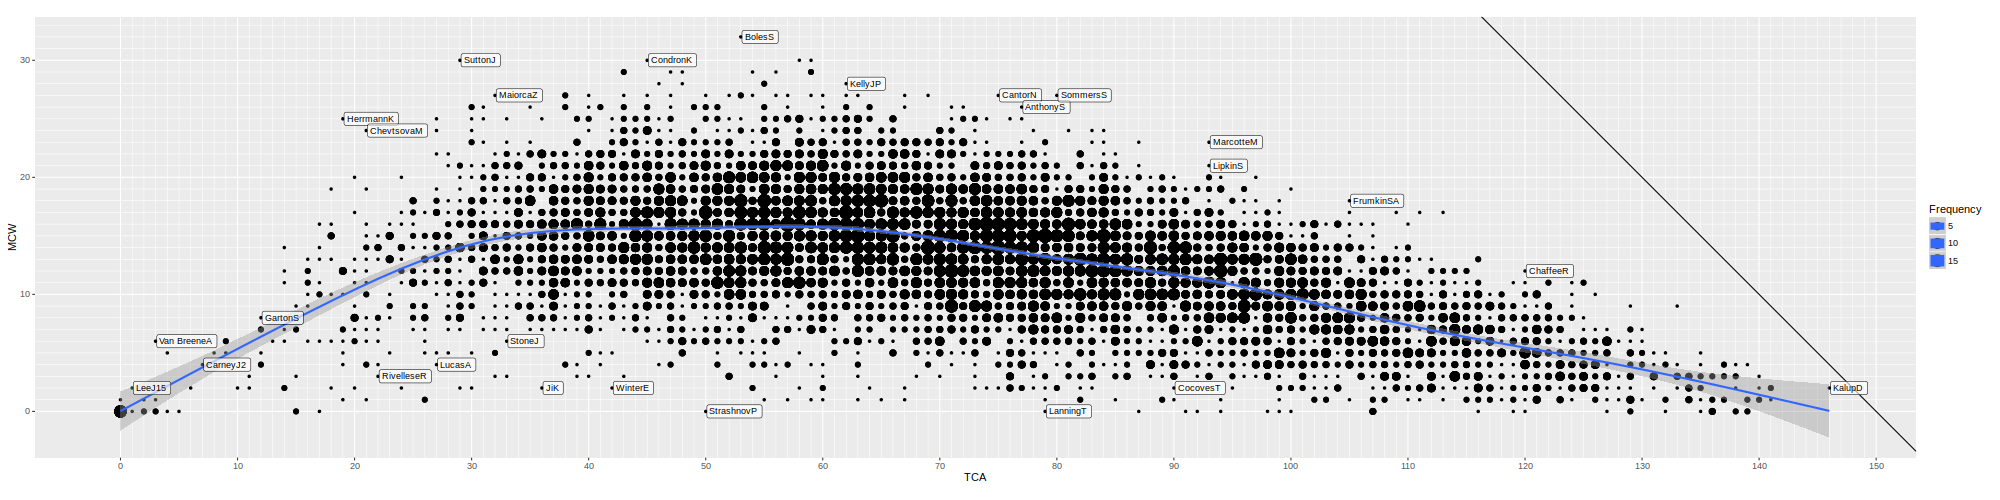 BolesS
30
SuttonJ
CondronK
KellyJP
MaiorcaZ
CantorN
SommersS
AnthonyS
HerrmannK
ChevtsovaM
MarcotteM
LipkinS
20
FrumkinSA
MCW
Frequency
5
10
15
ChaffeeR
10
GartonS
Van BreeneA
StoneJ
CarneyJ2
LucasA
RivelleseR
LeeJ15
JiK
WinterE
CocovesT
KalupD
0
StrashnovP
LanningT
0 10 20 30 40 50 60 70 80 90 100 110 120 130 140 150
TCA